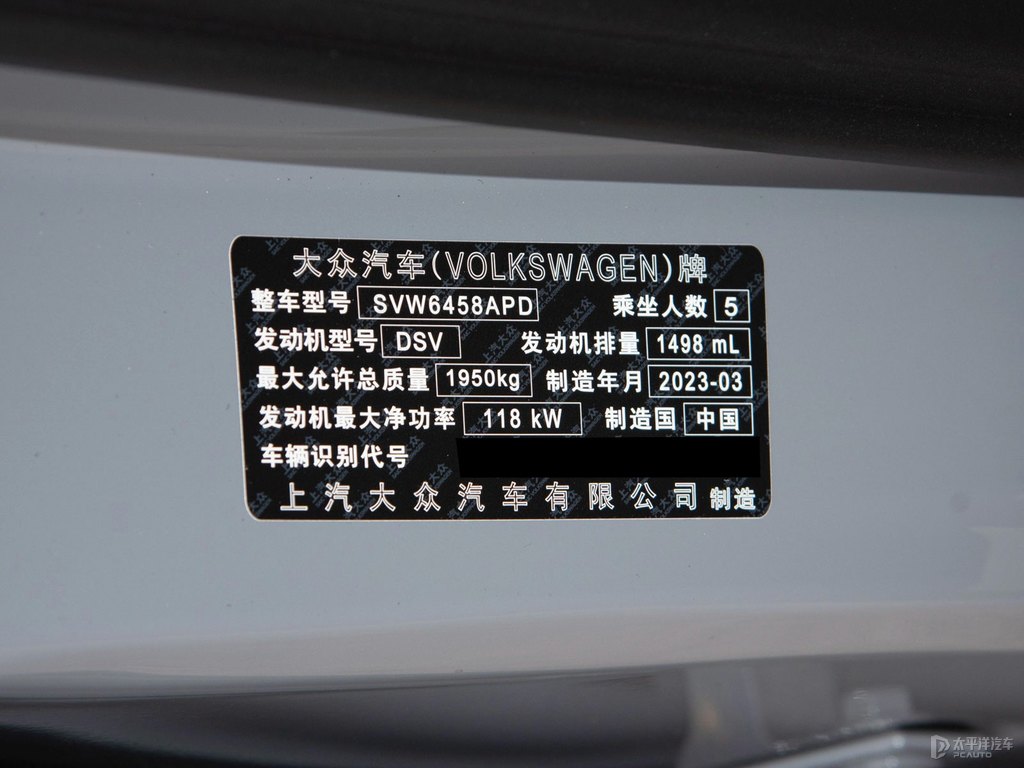 大众汽车(VOLKSWAGEN)牌
整车型号 SVW6458APD 乘坐人数 5
发动机型号 DSV 发动机排量 1498 mL
最大允许总质量 1950kg 制造年月 2023-03
发动机最大净功率 118 kW 制造国 中国
车辆识别代号
上汽大众汽车有限公司 制造
太平洋汽车
PCAUTO